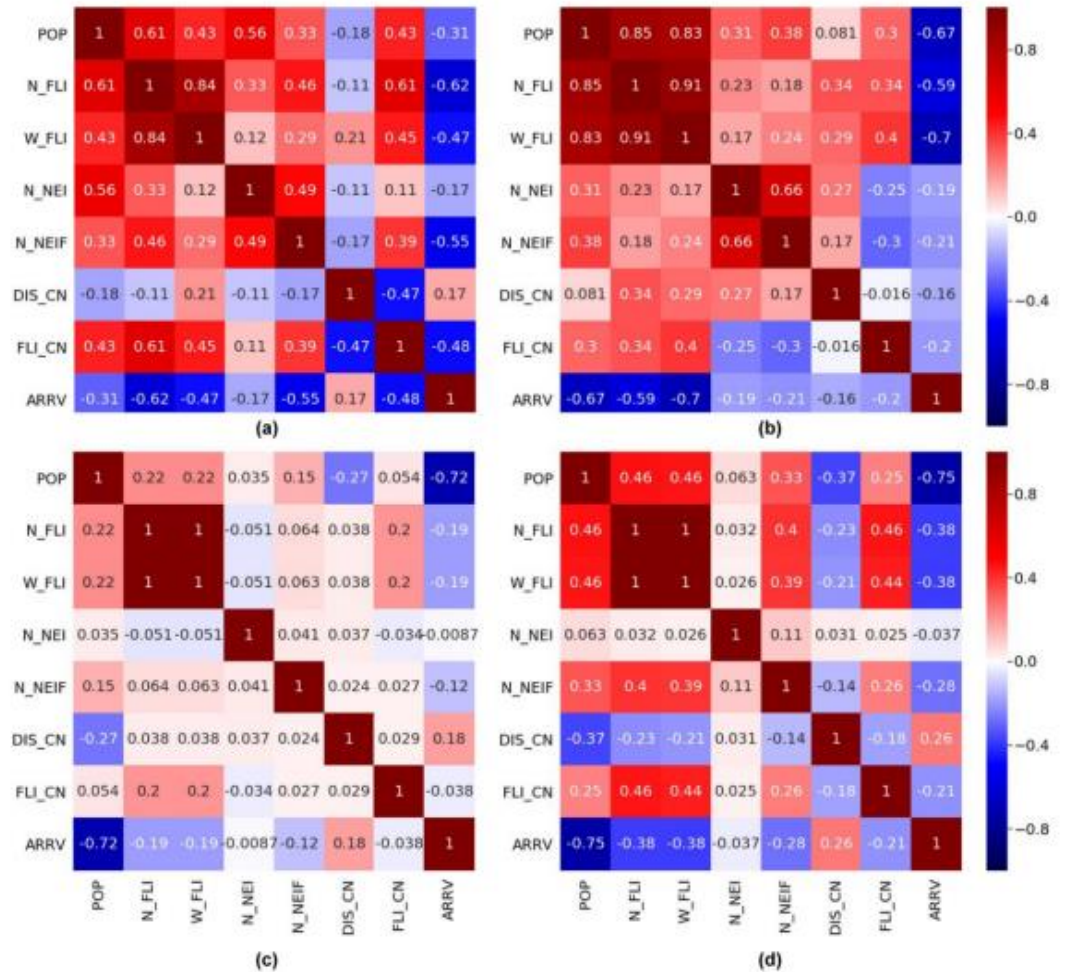 POP 1 0.61 0.43 0.56 0.33 -0.18 0.43 -0.31
N_FLI 0.61 1 0.84 0.33 0.46 -0.11 0.61 -0.62
W_FLI 0.43 0.84 1 0.12 0.29 0.21 0.45 -0.47
N_NEI 0.56 0.33 0.12 1 0.49 -0.11 0.11 -0.17
N_NEIF 0.33 0.46 0.29 0.49 1 -0.17 0.39 -0.55
DIS_CN -0.18 -0.11 0.21 -0.11 -0.17 1 -0.47 0.17
FLI_CN 0.43 0.61 0.45 0.11 0.39 -0.47 1 -0.48
ARRV -0.31 -0.62 -0.47 -0.17 -0.55 0.17 -0.48 1
(a)
POP 1 0.85 0.83 0.31 0.38 0.081 0.3 -0.67
N_FLI 0.85 1 0.91 0.23 0.18 0.34 0.34 -0.59
W_FLI 0.83 0.91 1 0.17 0.24 0.29 0.4 -0.7
N_NEI 0.31 0.23 0.17 1 0.66 0.27 -0.25 -0.19
N_NEIF 0.38 0.18 0.24 0.66 1 0.17 -0.3 -0.21
DIS_CN 0.081 0.34 0.29 0.27 0.17 1 -0.016 -0.16
FLI_CN 0.3 0.34 0.4 -0.25 -0.3 -0.016 1 -0.2
ARRV -0.67 -0.59 -0.7 -0.19 -0.21 -0.16 -0.2 1
(b)
0.8
0.4
-0.0
-0.4
-0.8
POP 1 0.22 0.22 0.035 0.15 -0.27 0.054 -0.72
N_FLI 0.22 1 1 -0.051 0.064 0.038 0.2 -0.19
W_FLI 0.22 1 1 -0.051 0.063 0.038 0.2 -0.19
N_NEI 0.035 -0.051 -0.051 1 0.041 0.037 -0.034 -0.0087
N_NEIF 0.15 0.064 0.063 0.041 1 0.024 0.027 -0.12
DIS_CN -0.27 0.038 0.038 0.037 0.024 1 0.029 0.18
FLI_CN 0.054 0.2 0.2 -0.034 0.027 0.029 1 -0.038
ARRV -0.72 -0.19 -0.19 -0.0087 -0.12 0.18 -0.038 1
POP N_FLI W_FLI N_NEI N_NEIF DIS_CN FLI_CN ARRV
(c)
POP 1 0.46 0.46 0.063 0.33 -0.37 0.25 -0.75
N_FLI 0.46 1 1 0.032 0.4 -0.23 0.46 -0.38
W_FLI 0.46 1 1 0.026 0.39 -0.21 0.44 -0.38
N_NEI 0.063 0.032 0.026 1 0.11 0.031 0.025 -0.037
N_NEIF 0.33 0.4 0.39 0.11 1 -0.14 0.26 -0.28
DIS_CN -0.37 -0.23 -0.21 0.031 -0.14 1 -0.18 0.26
FLI_CN 0.25 0.46 0.44 0.025 0.26 -0.18 1 -0.21
ARRV -0.75 -0.38 -0.38 -0.037 -0.28 0.26 -0.21 1
POP N_FLI W_FLI N_NEI N_NEIF DIS_CN FLI_CN ARRV
(d)
0.8
0.4
0.0
-0.4
-0.8